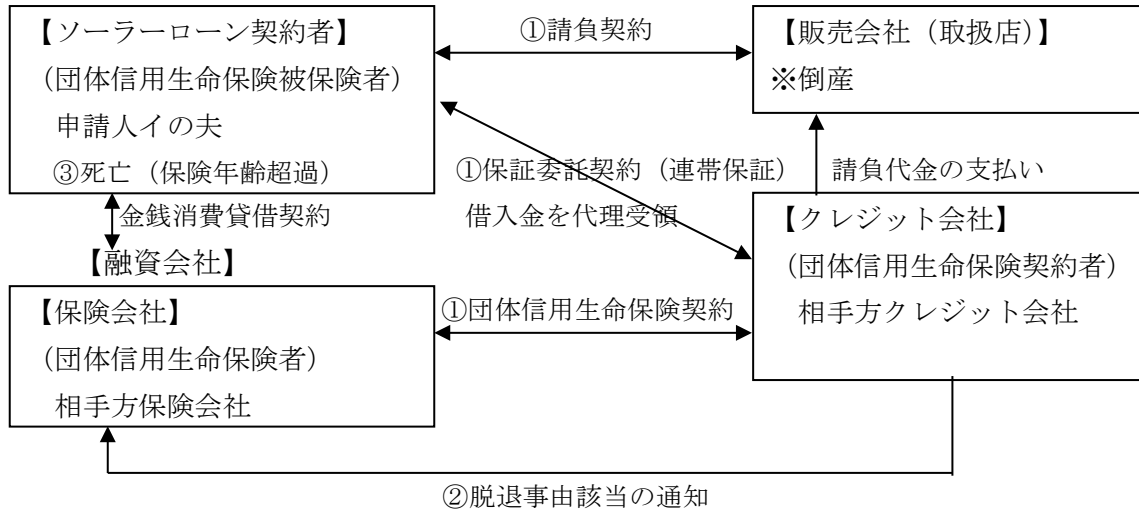 【ソーラーローン契約者】
(団体信用生命保険被保険者)
申請人イの夫
③死亡（保険年齢超過）
①請負契約
【販売会社（取扱店）】
※倒産
①保証委託契約（連帯保証）
借入金を代理受領
請負代金の支払い
金銭消費貸借契約
【融資会社】
【クレジット会社】
(団体信用生命保険契約者)
相手方クレジット会社
【保険会社】
(団体信用生命保険者)
相手方保険会社
①団体信用生命保険契約
②脱退事由該当の通知